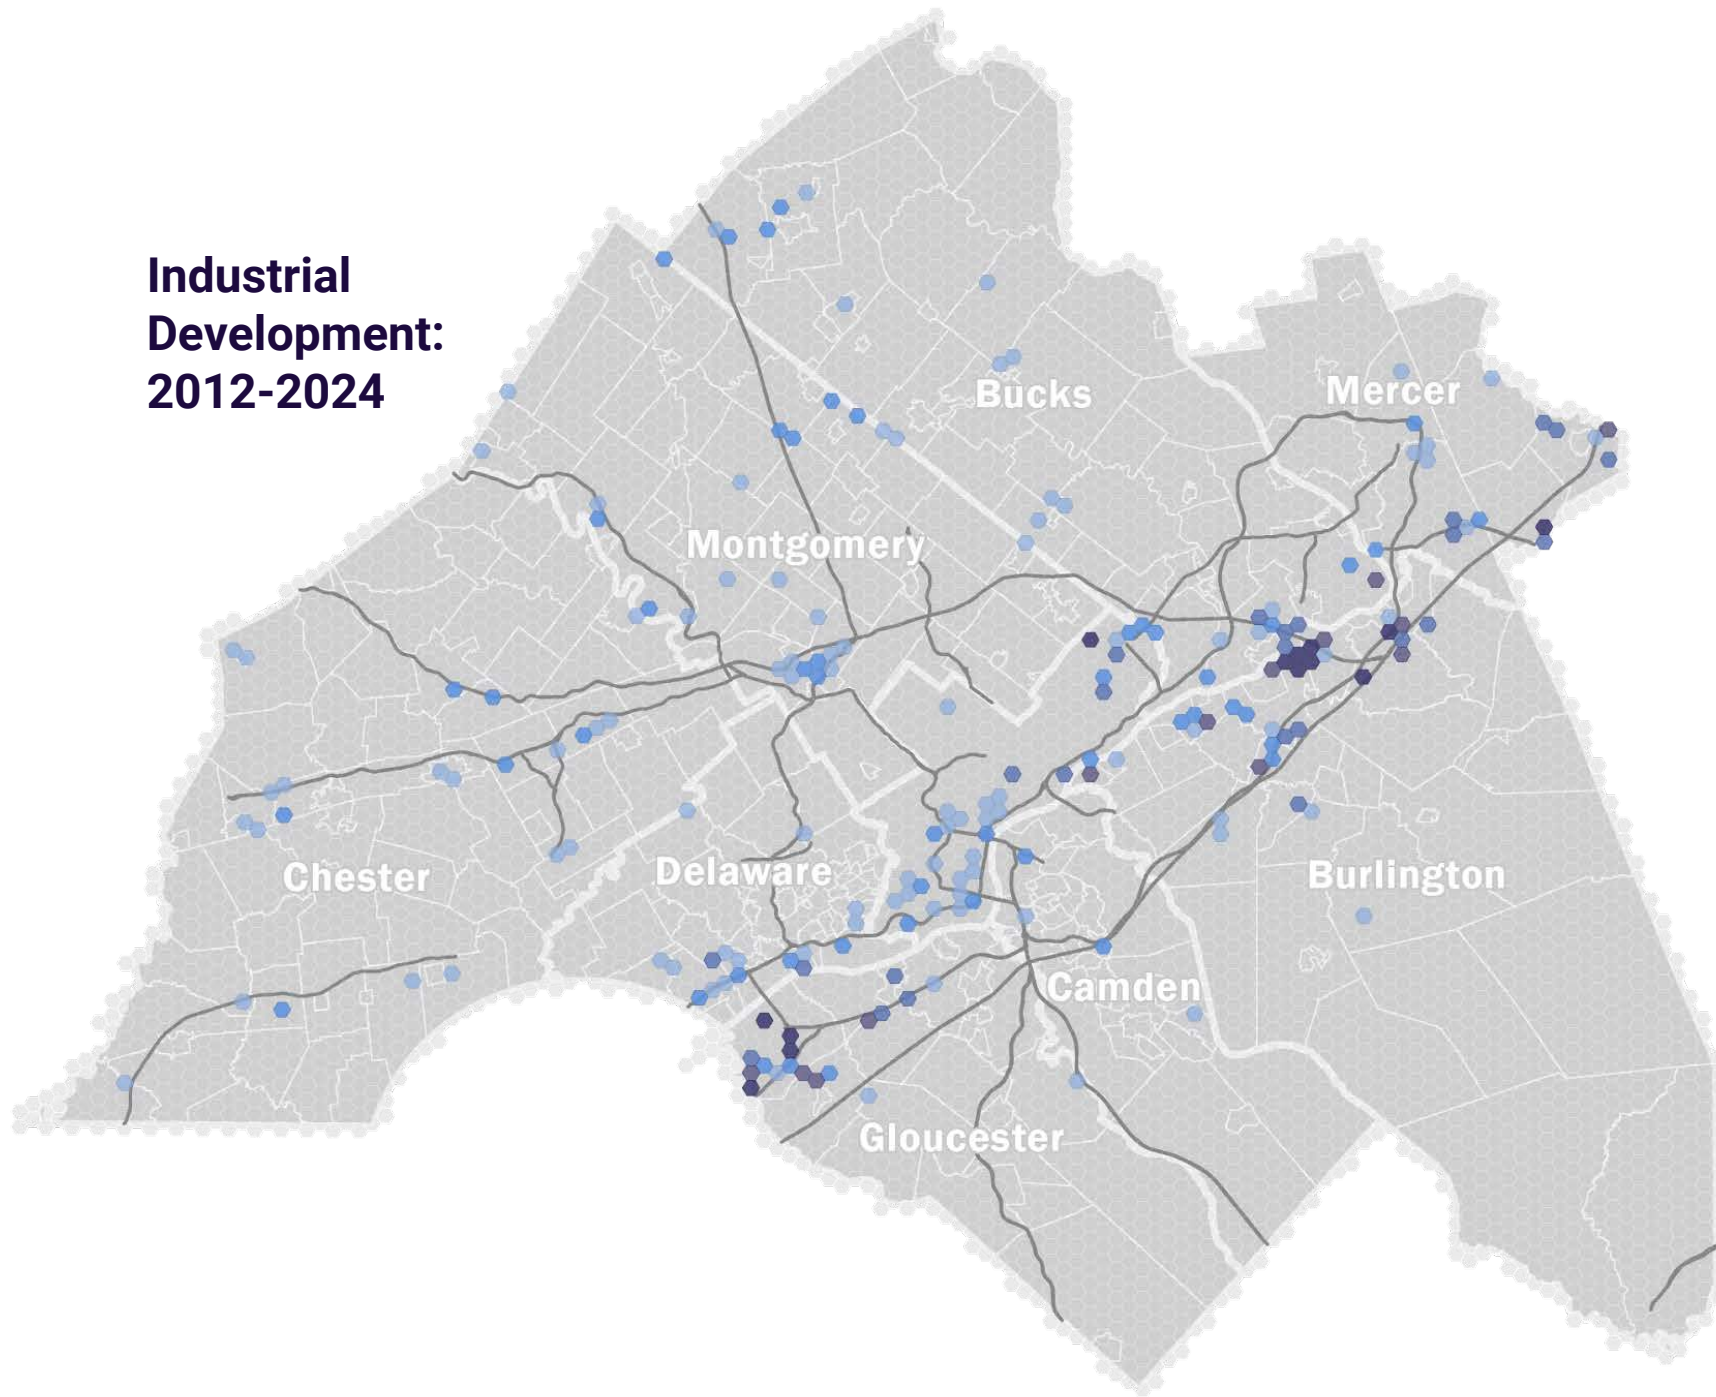 Industrial
Development:
2012-2024
Bucks
Mercer
Montgomery
Chester
Delaware
Burlington
Camden
Gloucester